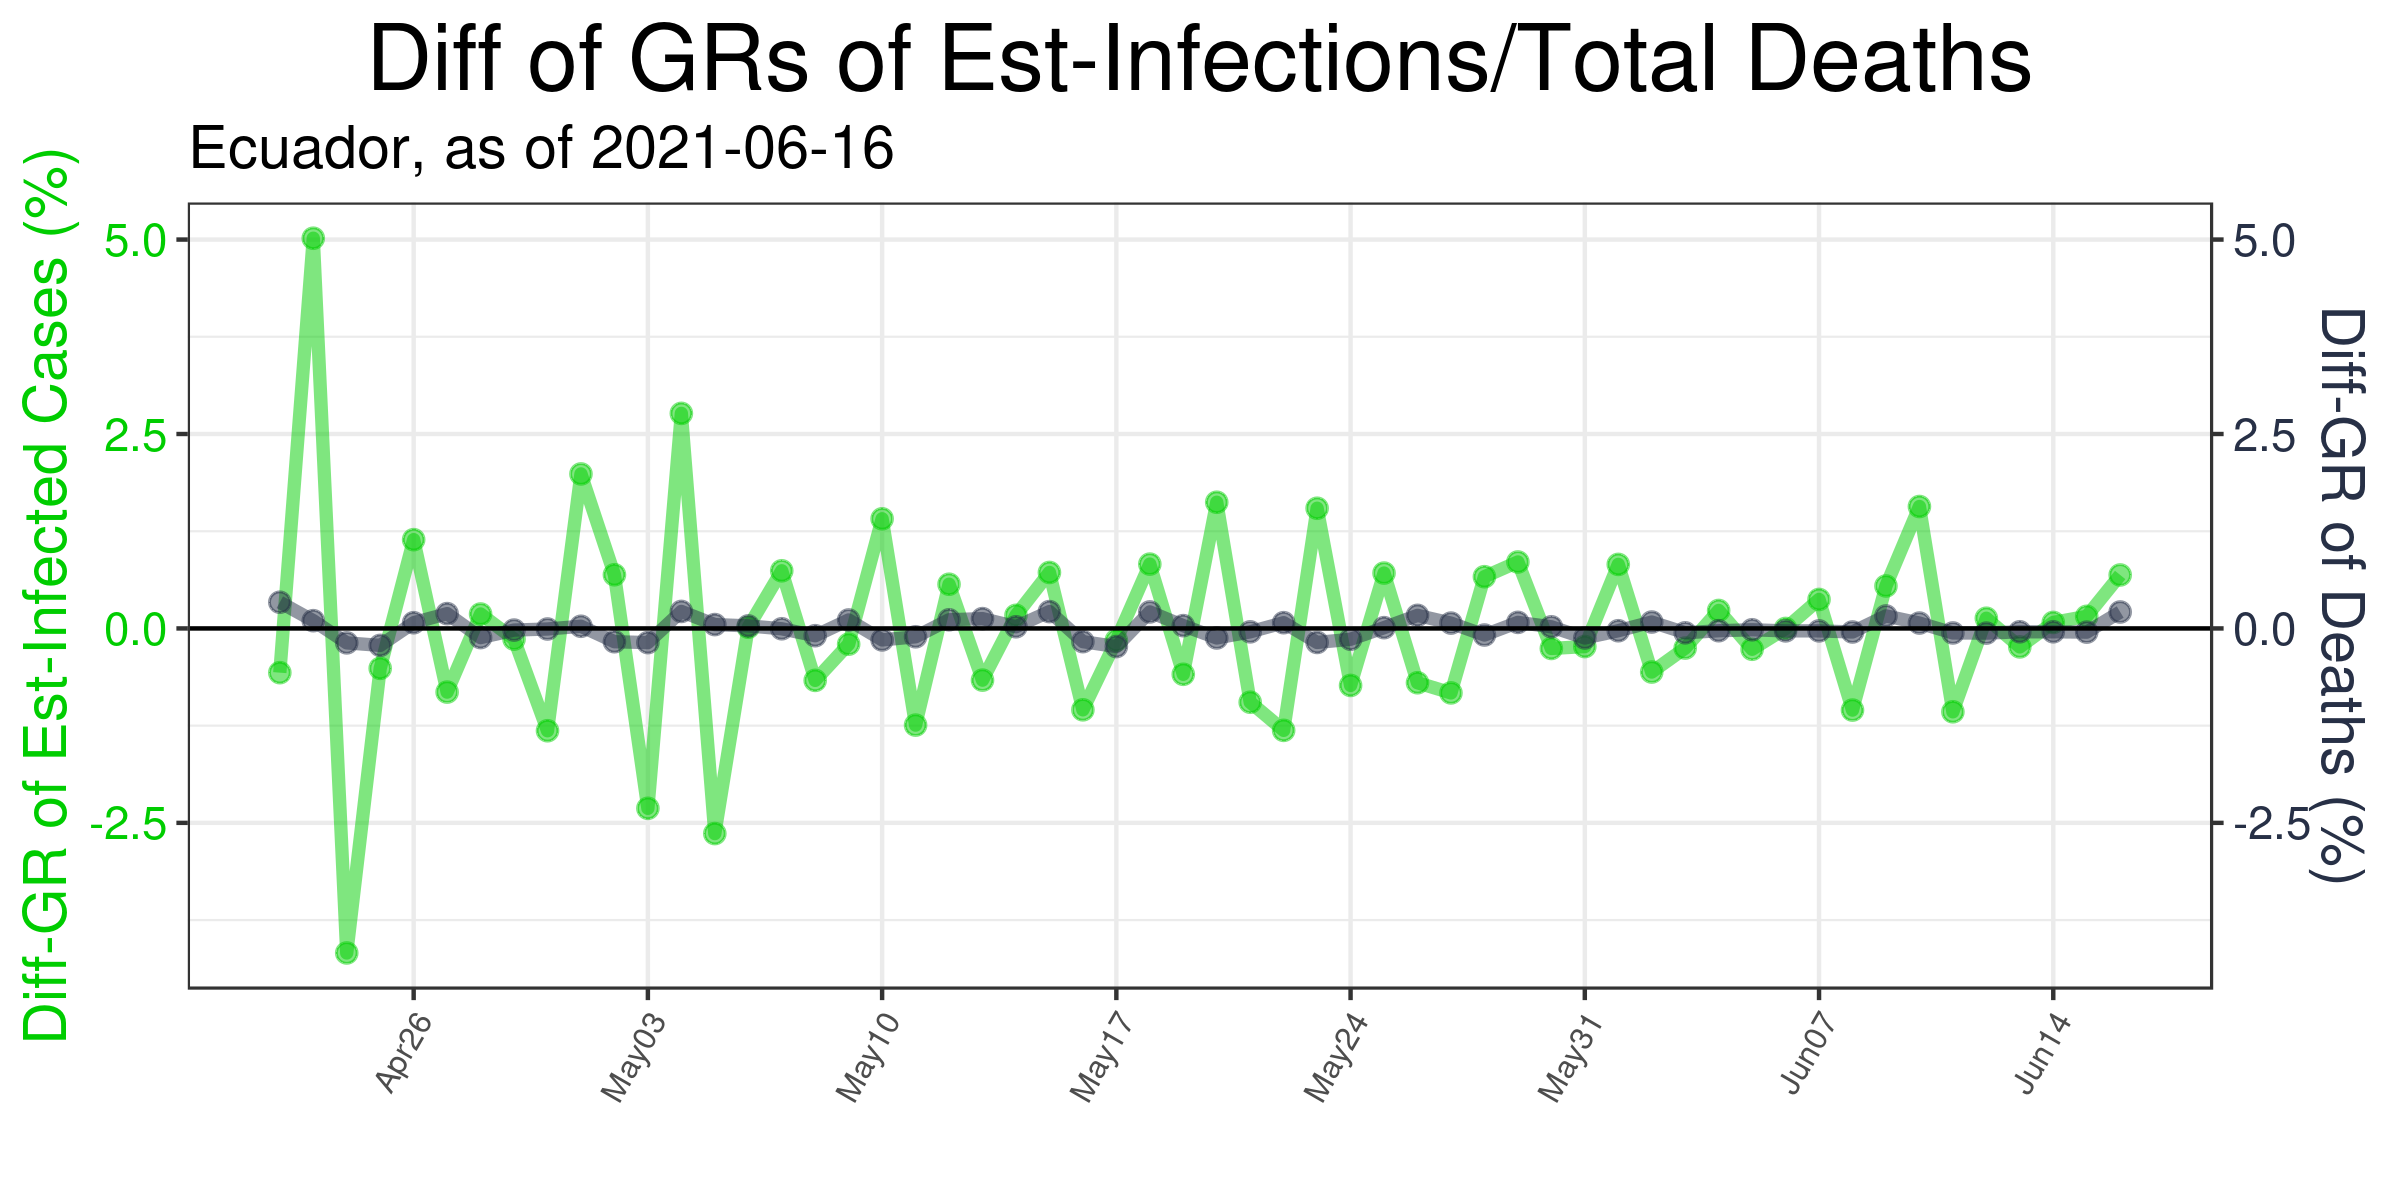 Diff of GRs of Est-Infections/Total Deaths
Ecuador, as of 2021-06-16
Diff-GR of Est-Infected Cases (%)
5.0
2.5
0.0
-2.5
5.0
2.5
0.0
-2.5
Diff-GR of Deaths (%)
Apr26
May03
May10
May17
May24
May31
Jun07
Jun14